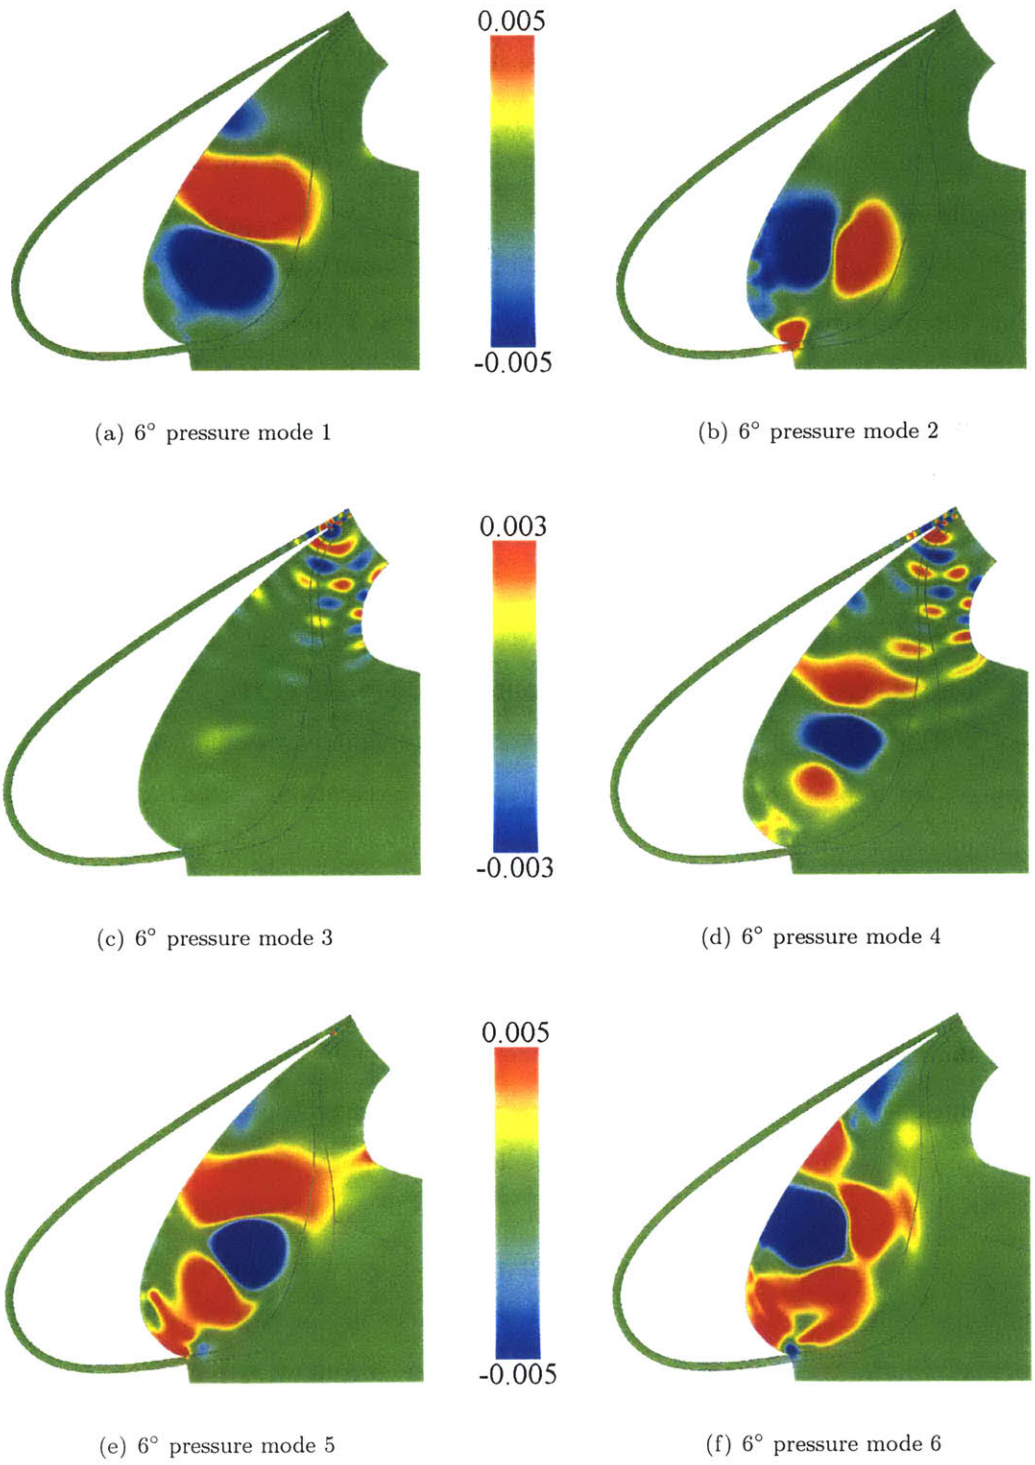 0.005
-0.005
(a) 6° pressure mode 1
(b) 6° pressure mode 2
0.003
-0.003
(c) 6° pressure mode 3
(d) 6° pressure mode 4
0.005
-0.005
(e) 6° pressure mode 5
(f) 6° pressure mode 6